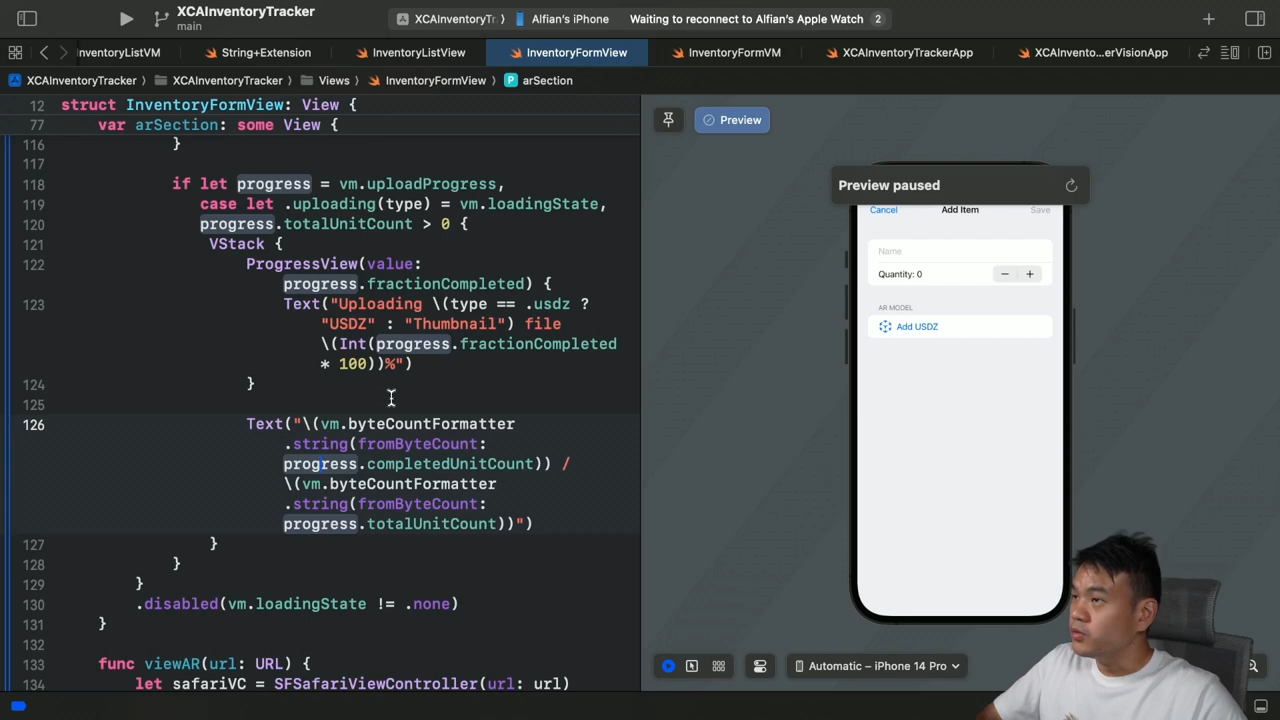 XCAInventoryTracker
main
XCAInventoryTr
Alfian's iPhone
Waiting to reconnect to Alfian's Apple Watch
2
nventoryListVM
String+Extension
InventoryListView
InventoryFormView
InventoryFormVM
XCAInventoryTrackerApp
XCAInvento...erVisionApp
XCAInventoryTracker
XCAInventoryTracker
Views
InventoryFormView
P arSection
12 struct InventoryFormView: View {
77 var arSection: some View {
116 }
117
118 if let progress = vm.uploadProgress,
119 case let .uploading(type) = vm.loadingState,
120 progress.totalUnitCount > 0 {
121 VStack {
122 ProgressView(value:
progress.fractionCompleted) {
123 Text("Uploading \(type == .usdz ?
"USDZ" : "Thumbnail") file
\(Int(progress.fractionCompleted
* 100))%")
124 }
125
126 Text("\(vm.byteCountFormatter
.string(fromByteCount:
progress.completedUnitCount)) /
\(vm.byteCountFormatter
.string(fromByteCount:
progress.totalUnitCount))")
127 }
128 }
129 }
130 .disabled(vm.loadingState != .none)
131 }
132
133 func viewAR(url: URL) {
134 let safariVC = SFSafariViewController(url: url)
Preview
Preview paused
Cancel
Add Item
Save
Name
Quantity: 0
AR MODEL
Add USDZ
Automatic – iPhone 14 Pro